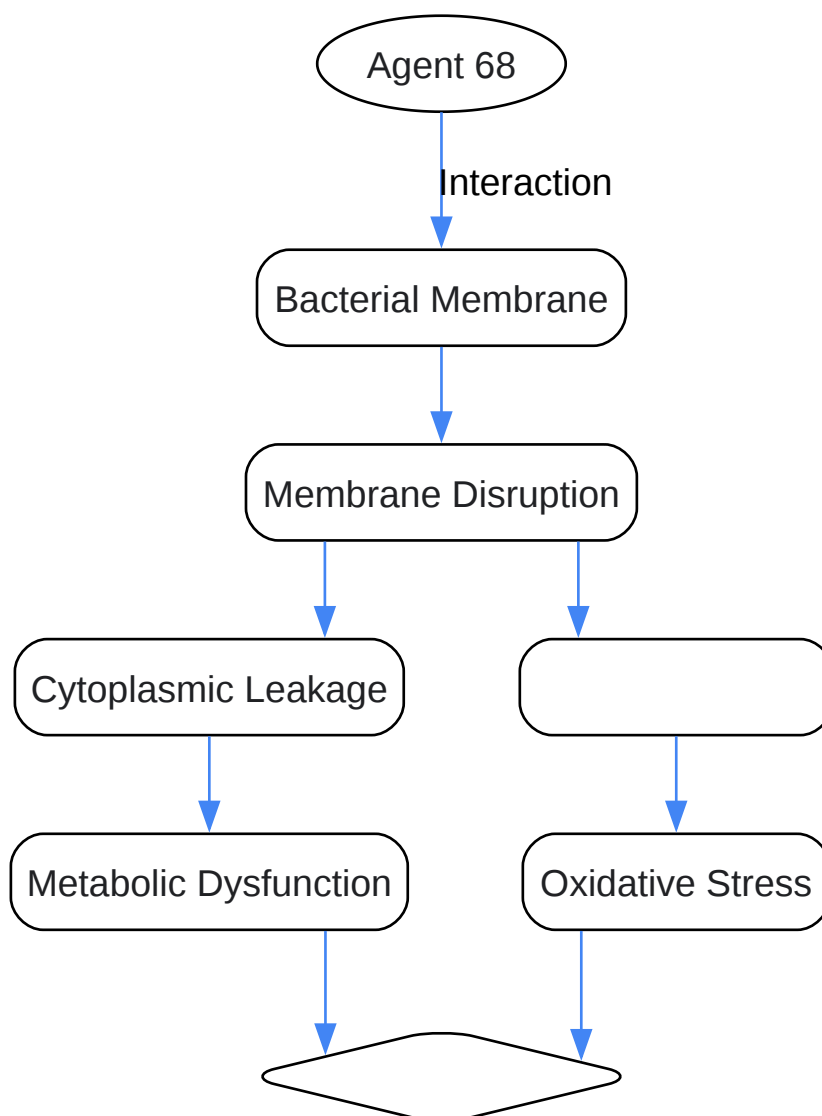 Agent 68
Interaction
Bacterial Membrane
Membrane Disruption
Cytoplasmic Leakage
Metabolic Dysfunction
Oxidative Stress